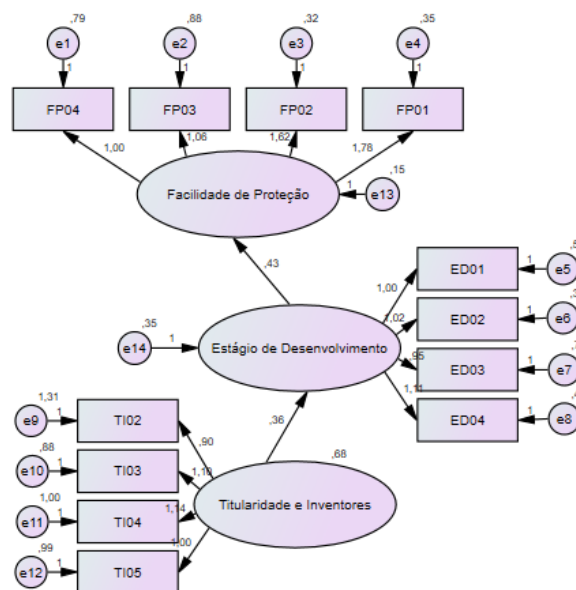 ,79 ,88 ,32 ,35
e1 e2 e3 e4
1 1 1 1
FP04 FP03 FP02 FP01
1,00 1,06 1,62 1,78
Facilidade de Proteção
1 e13 ,15
,43
ED01 1 e5
1,00
ED02 1 e6
1,02
ED03 1 e7
,95
ED04 1 e8
1,11
,35
e14 1
Estágio de Desenvolvimento
,36
1,31
e9 1 TI02
,90
,88
e10 1 TI03
1,10
1,00
e11 1 TI04
1,14
,99
e12 1 TI05
1,00
,68
Titularidade e Inventores